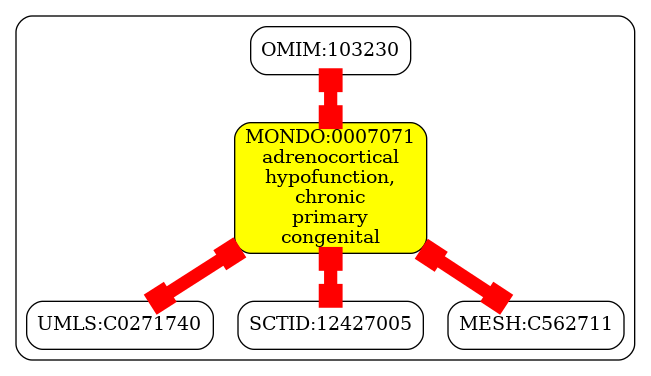 OMIM:103230
MONDO:0007071
adrenocortical
hypofunction,
chronic
primary
congenital
UMLS:C0271740
SCTID:12427005
MESH:C562711